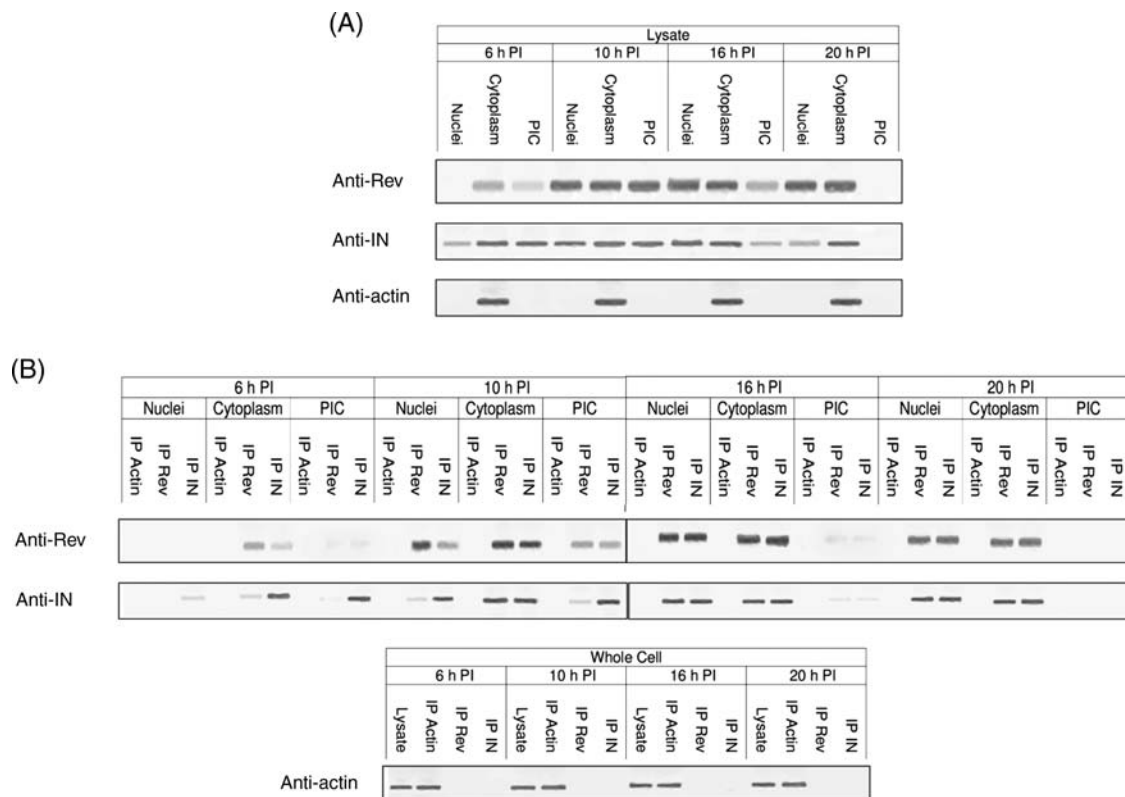 (A)
Lysate
6 h PI 10 h PI 16 h PI 20 h PI
Nuclei Cytoplasm PIC Nuclei Cytoplasm PIC Nuclei Cytoplasm PIC Nuclei Cytoplasm PIC
Anti-Rev
Anti-IN
Anti-actin
(B)
6 h PI 10 h PI 16 h PI 20 h PI
Nuclei Cytoplasm PIC Nuclei Cytoplasm PIC Nuclei Cytoplasm PIC Nuclei Cytoplasm PIC
IP Actin IP Rev IP IN IP Actin IP Rev IP IN IP Actin IP Rev IP IN IP Actin IP Rev IP IN IP Actin IP Rev IP IN IP Actin IP Rev IP IN IP Actin IP Rev IP IN IP Actin IP Rev IP IN IP Actin IP Rev IP IN IP Actin IP Rev IP IN IP Actin IP Rev IP IN IP Actin IP Rev IP IN
Anti-Rev
Anti-IN
Whole Cell
6 h PI 10 h PI 16 h PI 20 h PI
Lysate IP Actin IP Rev IP IN Lysate IP Actin IP Rev IP IN Lysate IP Actin IP Rev IP IN Lysate IP Actin IP Rev IP IN
Anti-actin